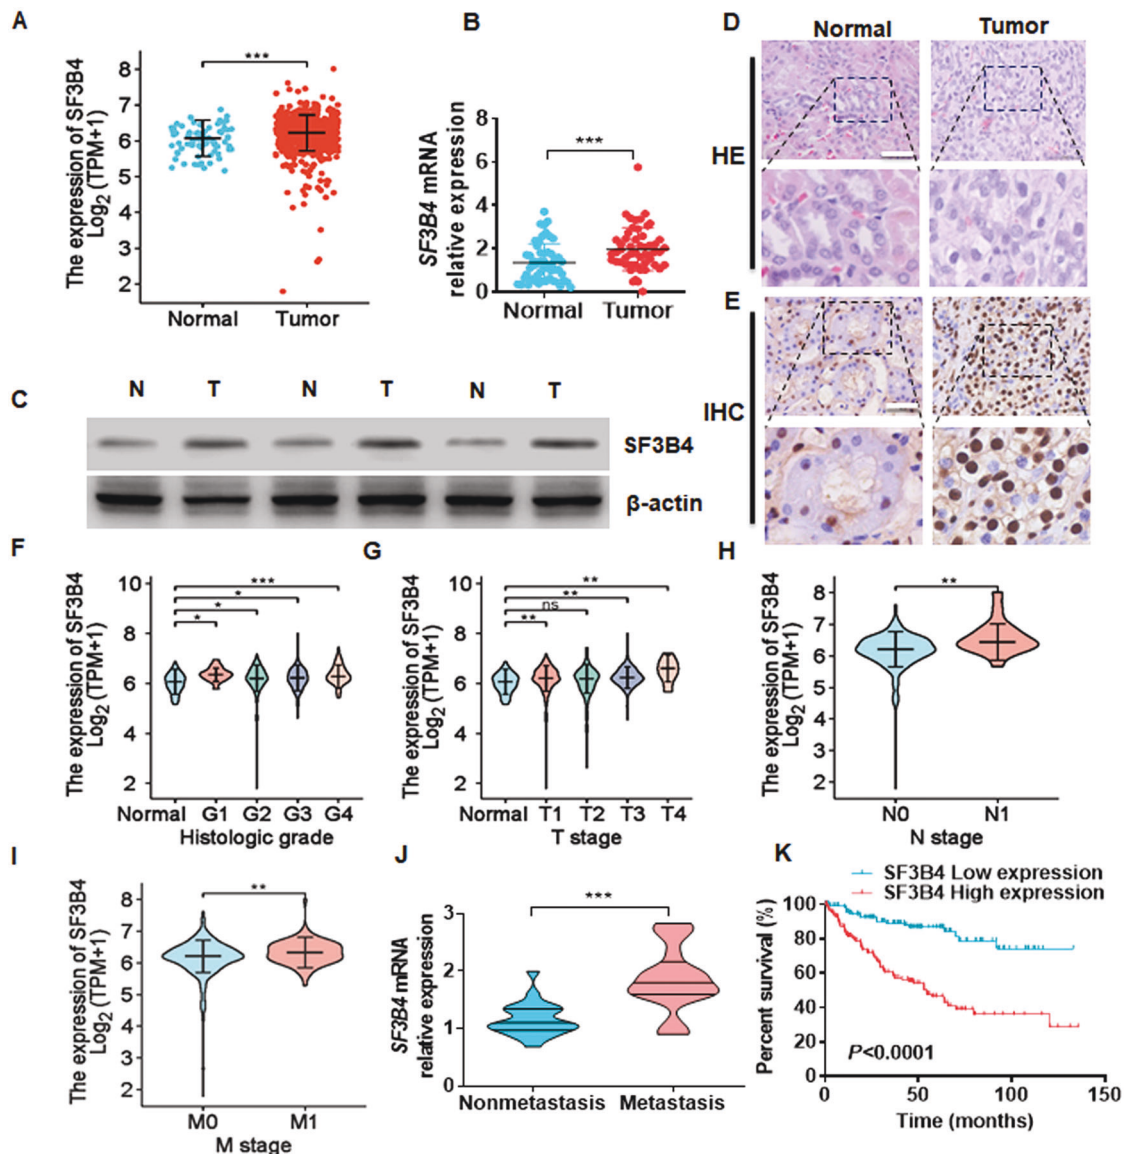 A
The expression of SF3B4
Log2 (TPM+1)
8
7
6
5
4
3
2
***
Normal Tumor
B
SF3B4 mRNA
relative expression
8
6
4
2
0
***
Normal Tumor
D
Normal Tumor
HE
E
IHC
C
N T N T N T
SF3B4
β-actin
F
The expression of SF3B4
Log2 (TPM+1)
10
8
6
4
2
***
*
*
*
Normal G1 G2 G3 G4
Histologic grade
G
The expression of SF3B4
Log2 (TPM+1)
10
8
6
4
2
**
**
ns
**
Normal T1 T2 T3 T4
T stage
H
The expression of SF3B4
Log2 (TPM+1)
8
7
6
5
4
3
2
**
N0 N1
N stage
I
The expression of SF3B4
Log2 (TPM+1)
8
7
6
5
4
3
2
**
M0 M1
M stage
J
SF3B4 mRNA
relative expression
3
2
1
0
***
Nonmetastasis Metastasis
K
SF3B4 Low expression
SF3B4 High expression
Percent survival (%)
100
80
60
40
20
0
P<0.0001
0 50 100 150
Time (months)